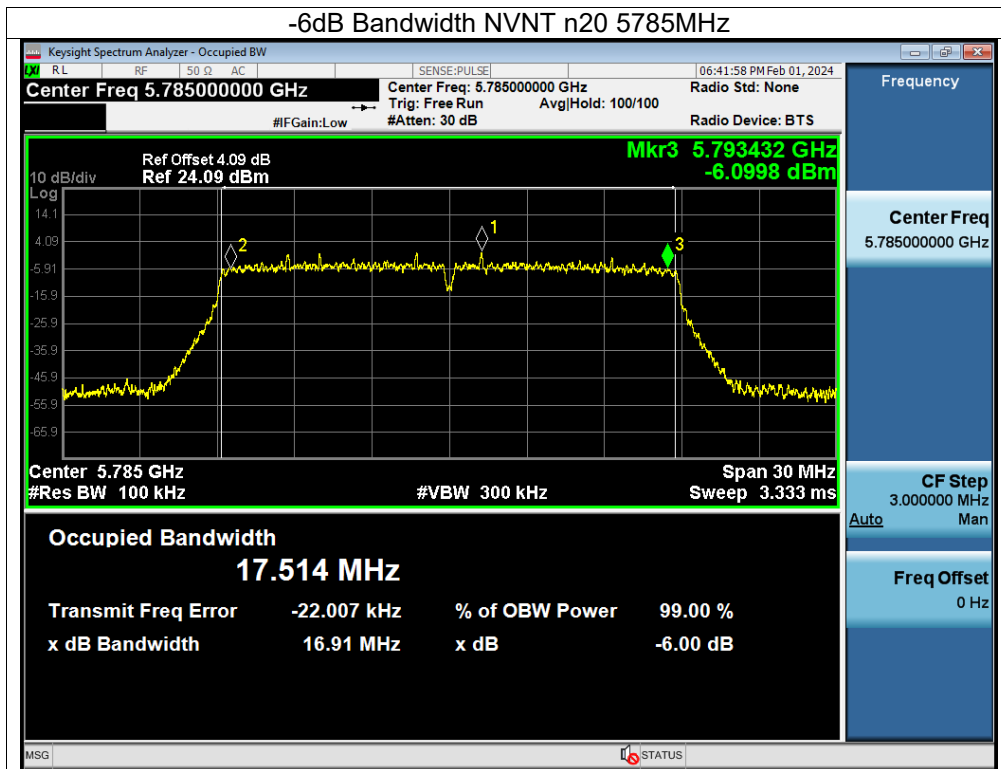 -6dB Bandwidth NVNT n20 5785MHz
Keysight Spectrum Analyzer - Occupied BW
LXI RL RF 50 Ω AC SENSE:PULSE 06:41:58 PM Feb 01, 2024
Center Freq 5.785000000 GHz
Center Freq: 5.785000000 GHz
Radio Std: None
Trig: Free Run Avg|Hold: 100/100
#IFGain:Low
#Atten: 30 dB
Radio Device: BTS
Mkr3 5.793432 GHz
-6.0998 dBm
Ref Offset 4.09 dB
10 dB/div Ref 24.09 dBm
Log
14.1
4.09
-5.91
-15.9
-25.9
-35.9
-45.9
-55.9
-65.9
1
2
3
Center 5.785 GHz
Span 30 MHz
#Res BW 100 kHz
#VBW 300 kHz
Sweep 3.333 ms
Occupied Bandwidth
17.514 MHz
Transmit Freq Error -22.007 kHz % of OBW Power 99.00 %
x dB Bandwidth 16.91 MHz x dB -6.00 dB
Frequency
Center Freq
5.785000000 GHz
CF Step
3.000000 MHz
Auto Man
Freq Offset
0 Hz
MSG STATUS